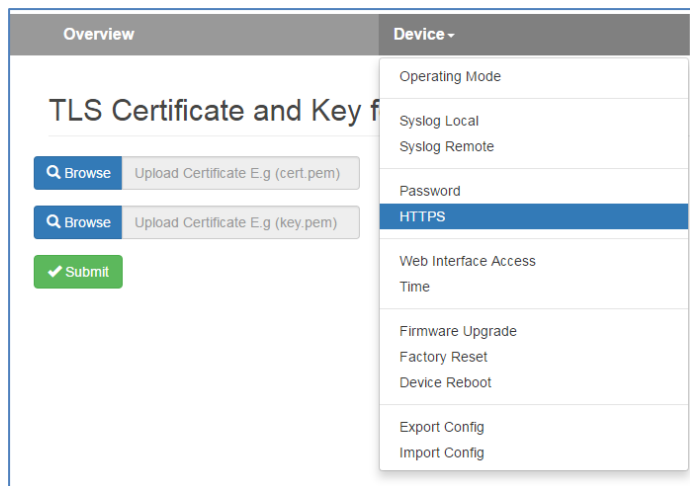 Overview
Device
TLS Certificate and Key f
Browse Upload Certificate E.g (cert.pem)
Browse Upload Certificate E.g (key.pem)
Submit
Operating Mode
Syslog Local
Syslog Remote
Password
HTTPS
Web Interface Access
Time
Firmware Upgrade
Factory Reset
Device Reboot
Export Config
Import Config